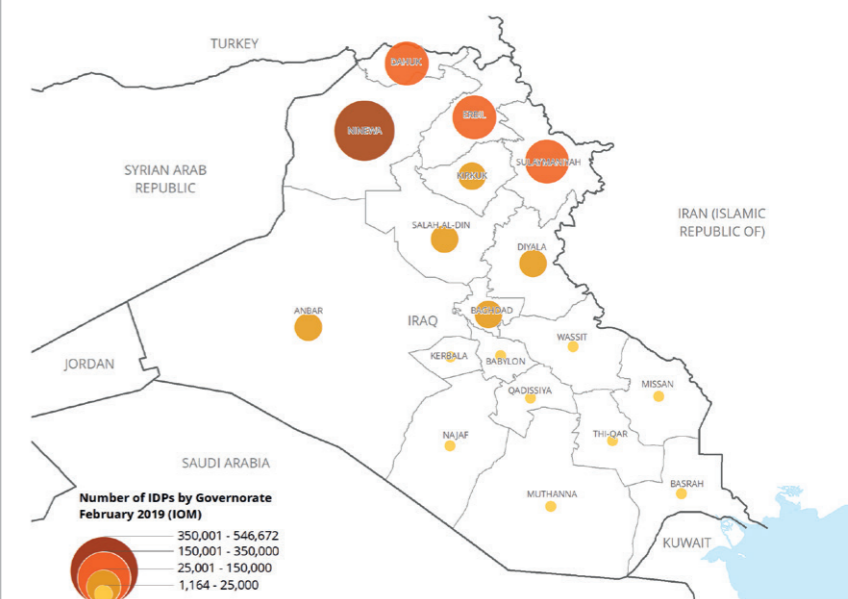 TURKEY
DAHUK
NINEWA
ERBIL
SYRIAN ARAB
REPUBLIC
KIRKUK
SULAYMANIYAH
IRAN (ISLAMIC
REPUBLIC OF)
SALAH AL-DIN
DIYALA
ANBAR
IRAQ
BAGHDAD
WASSIT
KERBALA
BABYLON
JORDAN
QADISSIYA
MISSAN
NAJAF
THI-QAR
SAUDI ARABIA
BASRAH
MUTHANNA
KUWAIT
Number of IDPs by Governorate
February 2019 (IOM)
350,001 - 546,672
150,001 - 350,000
25,001 - 150,000
1,164 - 25,000